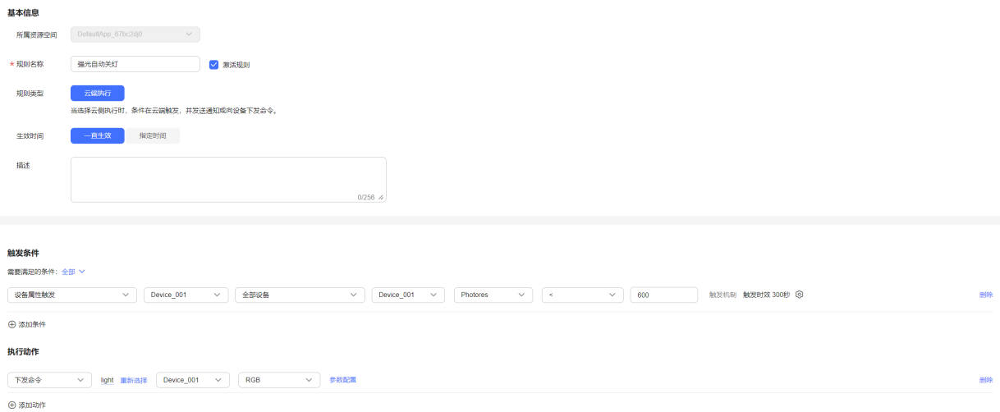 基本信息
所属资源空间 DefaultApp_67bc2dj0
* 规则名称 强光自动关灯 激活规则
规则类型 云端执行
当选择云侧执行时，条件在云端触发，并发送通知或向设备下发命令。
生效时间 一直生效 指定时间
描述
0/256
触发条件
需要满足的条件: 全部
设备属性触发 Device_001 全部设备 Device_001 Photores < 600 触发机制 触发时效 300秒 删除
添加条件
执行动作
下发命令 light 重新选择 Device_001 RGB 参数配置 删除
添加动作